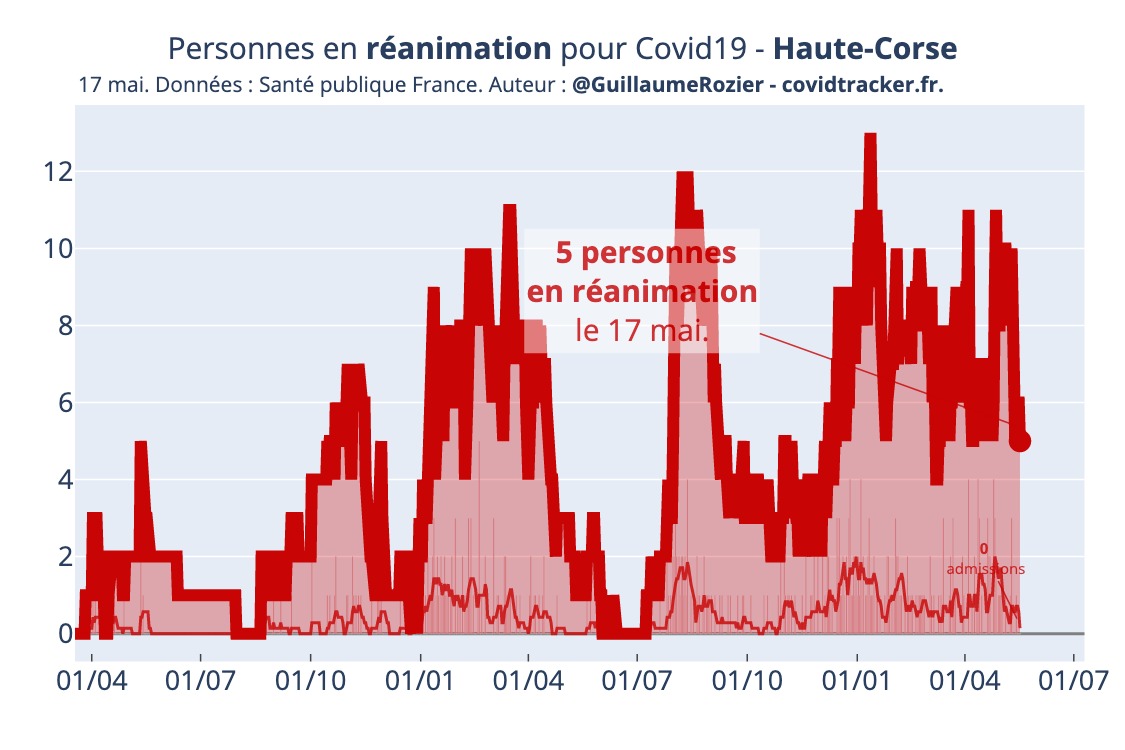 Personnes en réanimation pour Covid19 - Haute-Corse
17 mai. Données : Santé publique France. Auteur : @GuillaumeRozier - covidtracker.fr.
12
10
8
6
4
2
0
5 personnes
en réanimation
le 17 mai.
0
admissions
01/04 01/07 01/10 01/01 01/04 01/07 01/10 01/01 01/04 01/07